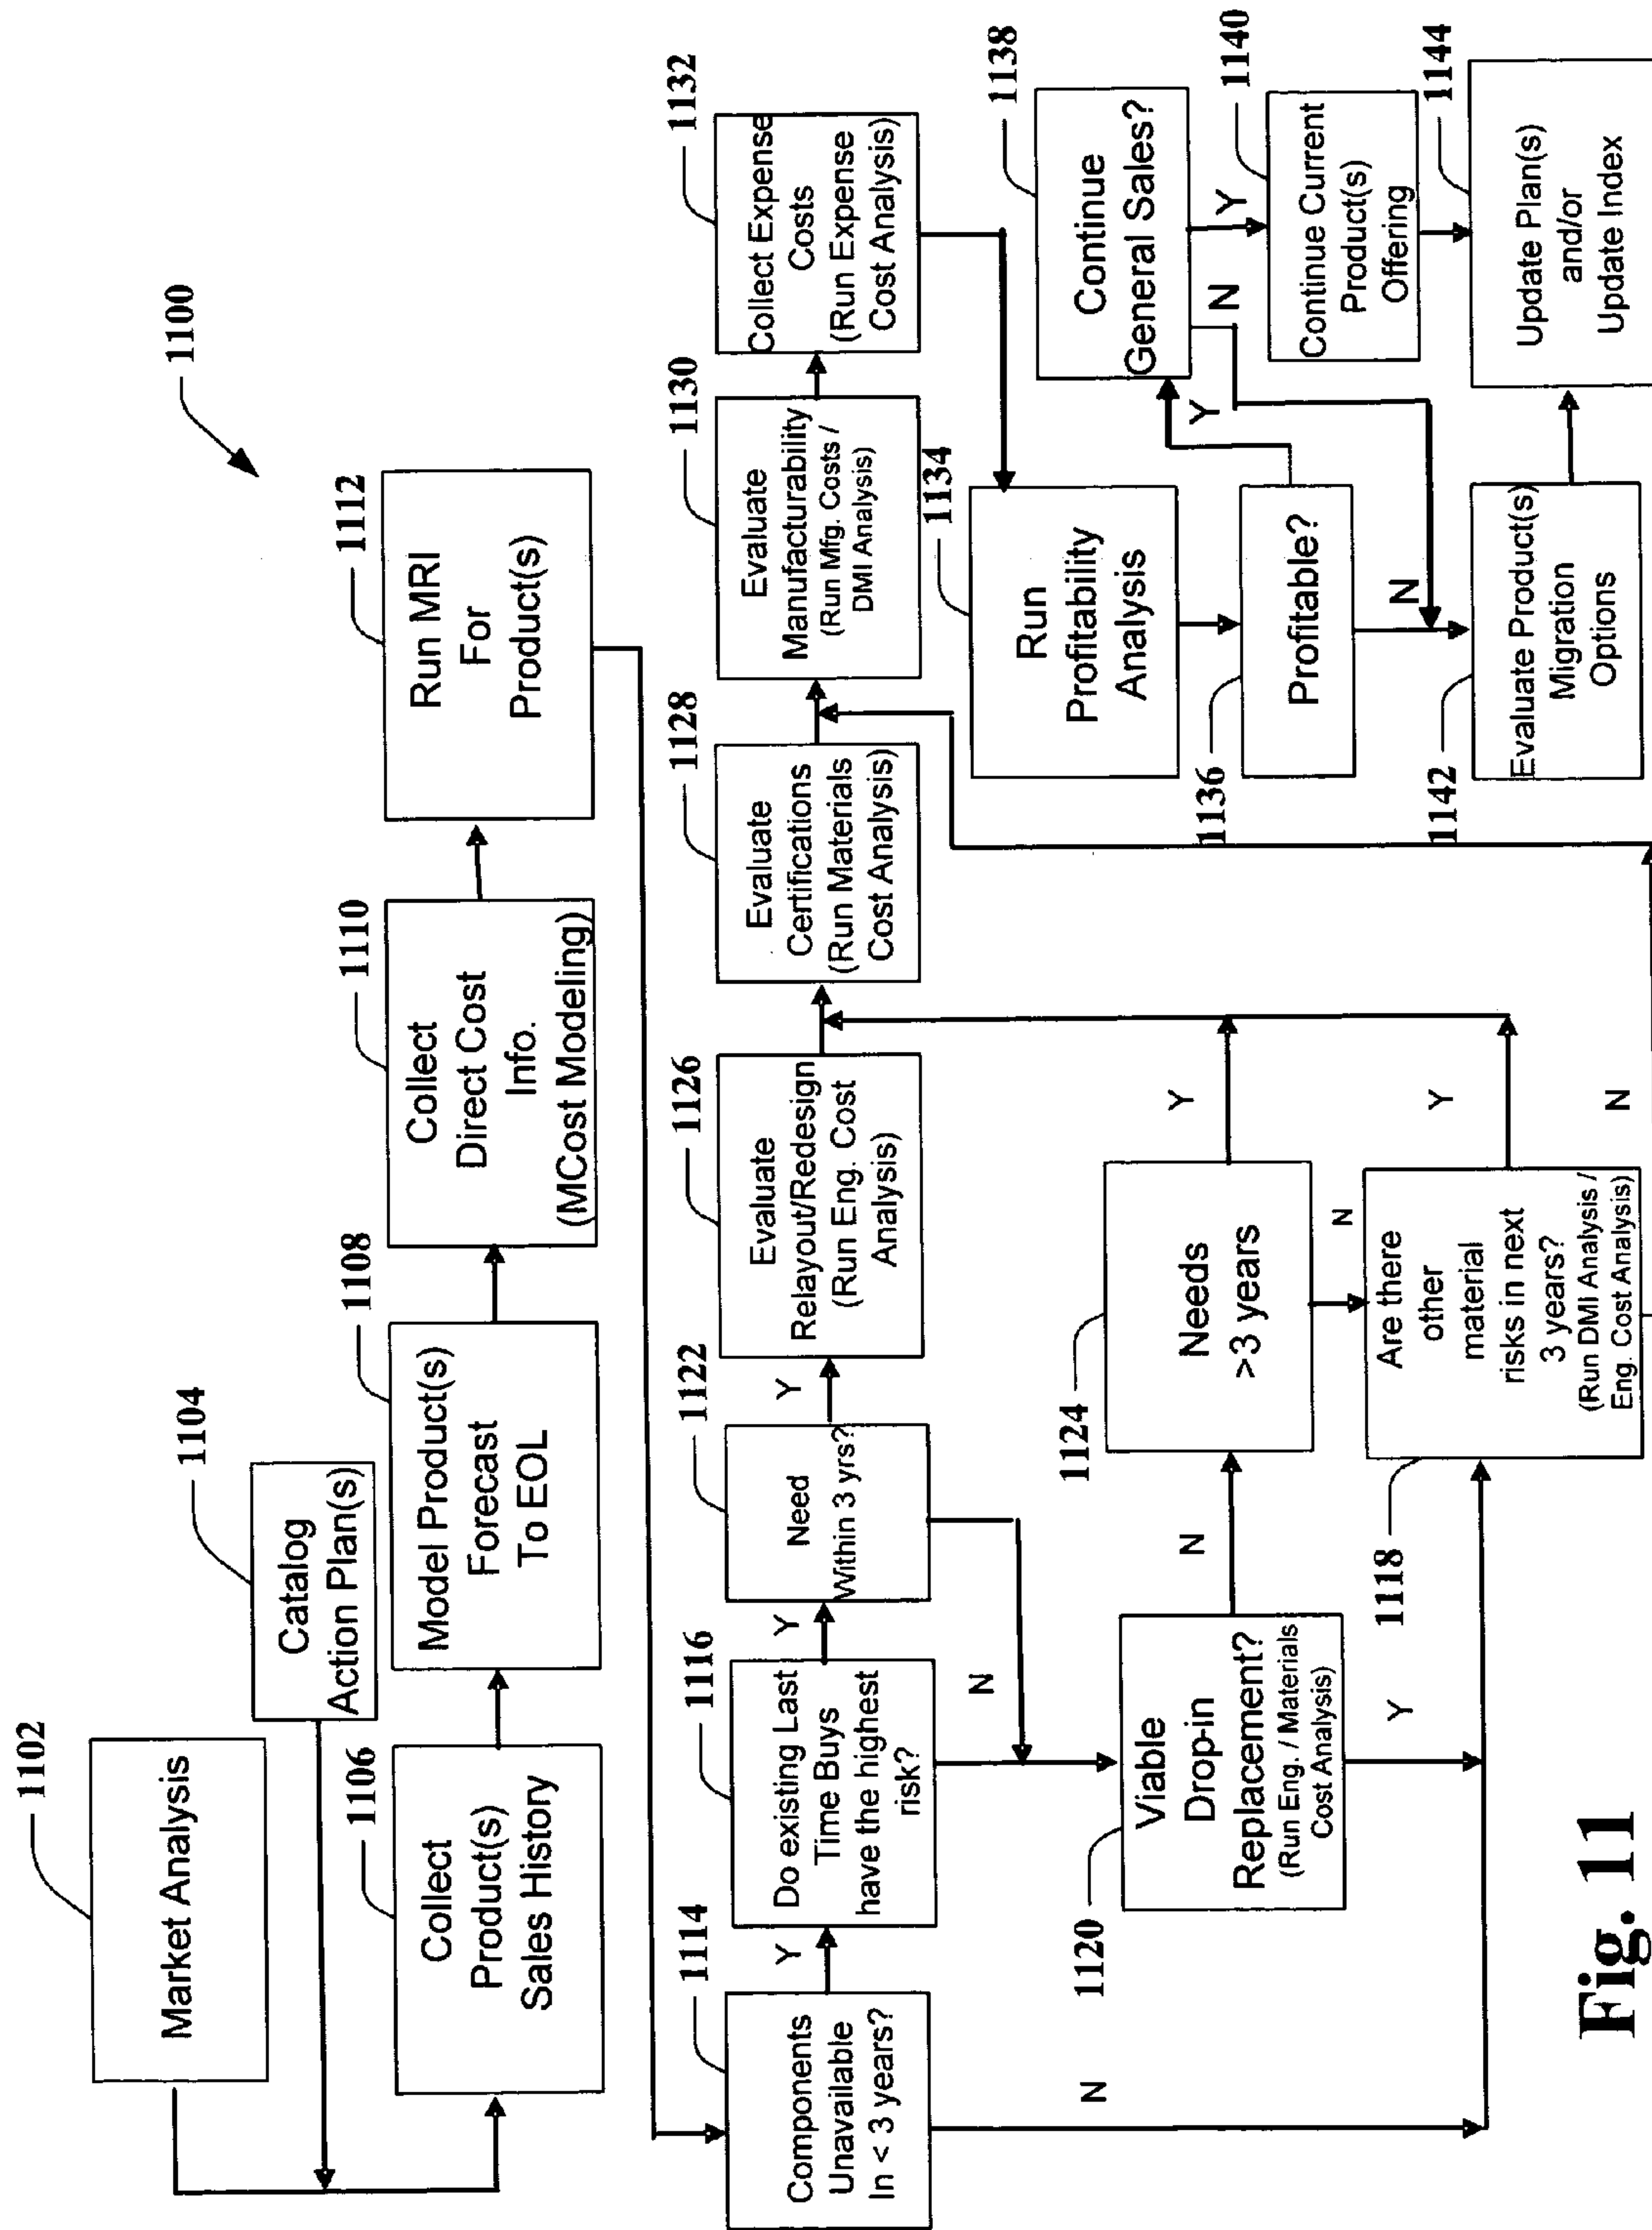 1100
1102
Market Analysis
1104
Catalog
Action Plan(s)
1106
Collect
Product(s)
Sales History
1108
Model Product(s)
Forecast
To EOL
1110
Collect
Direct Cost
Info.
(MCost Modeling)
1112
Run MRI
For
Product(s)
1114
Components
Unavailable
In < 3 years?
Y
N
1116
Do existing Last
Time Buys
have the highest
risk?
Y
N
1122
Need
Within 3 yrs?
Y
1126
Evaluate
Relayout/Redesign
(Run Eng. Cost
Analysis)
1128
Evaluate
Certifications
(Run Materials
Cost Analysis)
1130
Evaluate
Manufacturability
(Run Mfg. Costs /
DMI Analysis)
1132
Collect Expense
Costs
(Run Expense
Cost Analysis)
1120
Viable
Drop-in
Replacement?
(Run Eng. / Materials
Cost Analysis)
N
Y
1124
Needs
>3 years
Y
N
1118
Are there
other
material
risks in next
3 years?
(Run DMI Analysis /
Eng. Cost Analysis)
Y
N
1134
Run
Profitability
Analysis
1136
Profitable?
Y
N
1138
Continue
General Sales?
Y
N
1140
Continue Current
Product(s)
Offering
1142
Evaluate Product(s)
Migration
Options
1144
Update Plan(s)
and/or
Update Index
Fig. 11